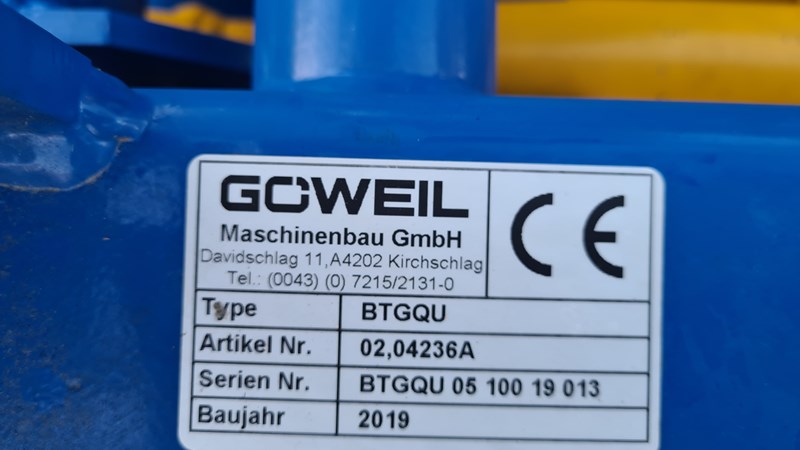 GÖWEIL
Maschinenbau GmbH
Davidschlag 11,A4202 Kirchschlag
Tel.: (0043) (0) 7215/2131-0
CE
Type BTGQU
Artikel Nr. 02,04236A
Serien Nr. BTGQU 05 100 19 013
Baujahr 2019